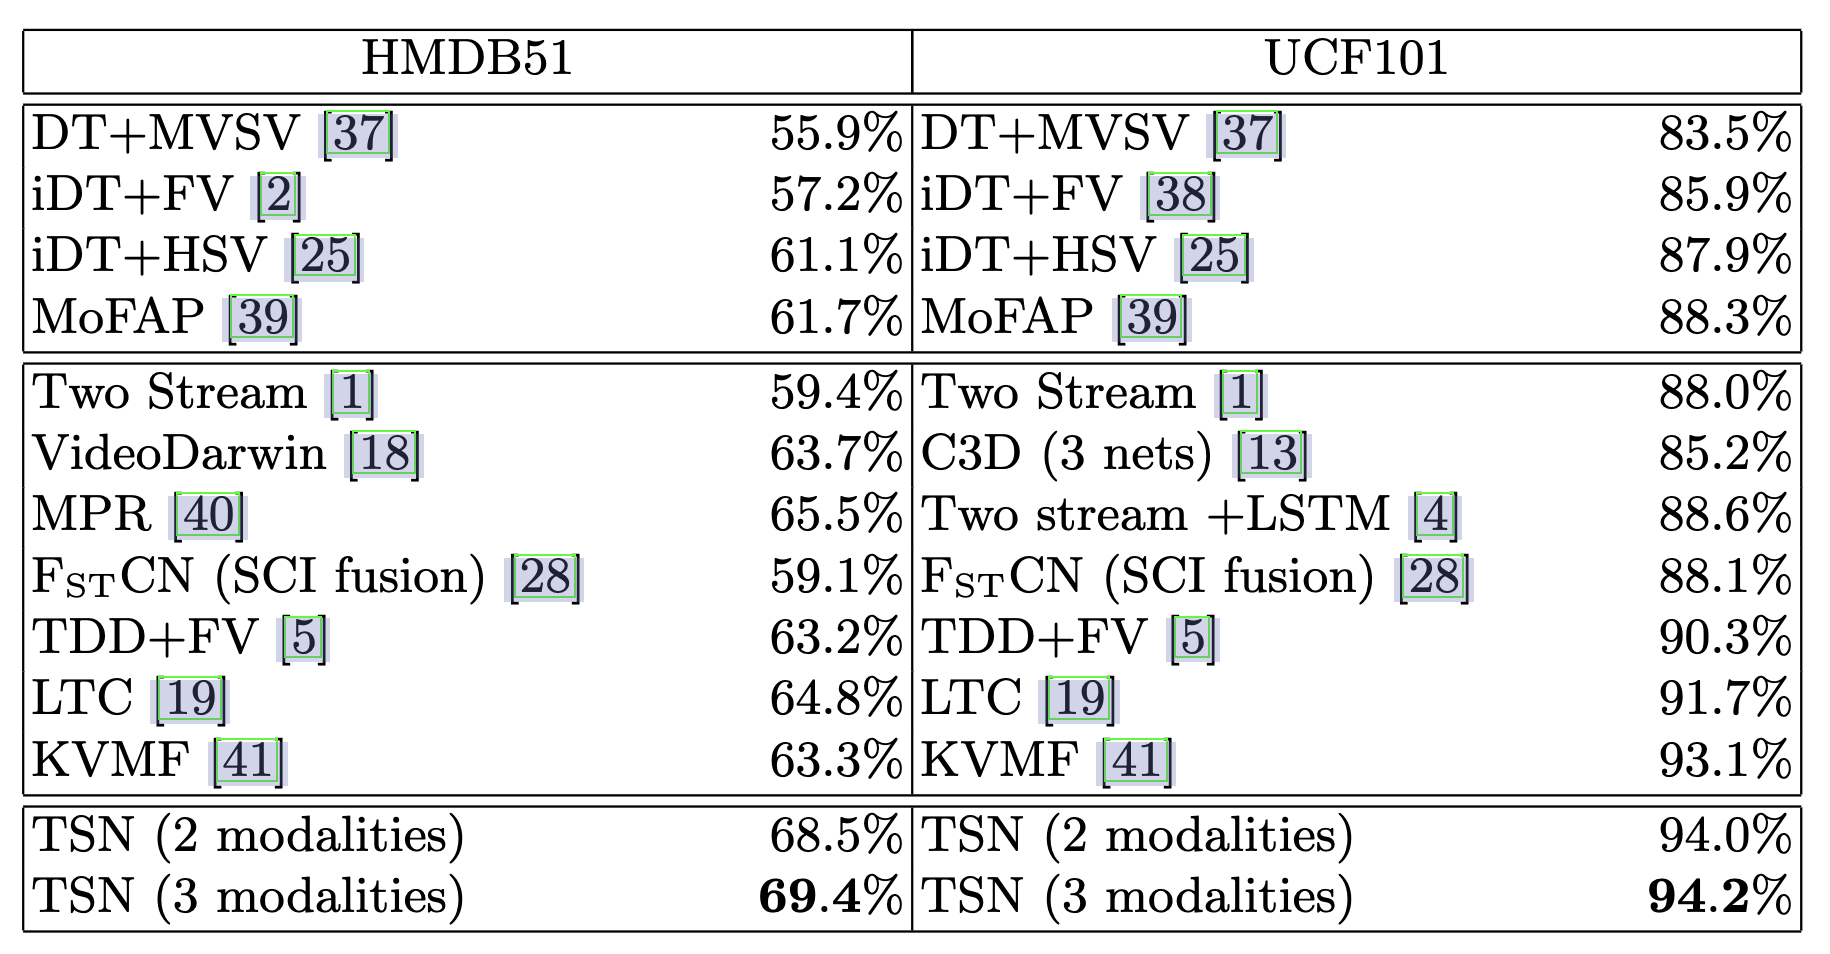 HMDB51 UCF101
DT+MVSV [37] 55.9% DT+MVSV [37] 83.5%
iDT+FV [2] 57.2% iDT+FV [38] 85.9%
iDT+HSV [25] 61.1% iDT+HSV [25] 87.9%
MoFAP [39] 61.7% MoFAP [39] 88.3%
Two Stream [1] 59.4% Two Stream [1] 88.0%
VideoDarwin [18] 63.7% C3D (3 nets) [13] 85.2%
MPR [40] 65.5% Two stream +LSTM [4] 88.6%
FSTCN (SCI fusion) [28] 59.1% FSTCN (SCI fusion) [28] 88.1%
TDD+FV [5] 63.2% TDD+FV [5] 90.3%
LTC [19] 64.8% LTC [19] 91.7%
KVMF [41] 63.3% KVMF [41] 93.1%
TSN (2 modalities) 68.5% TSN (2 modalities) 94.0%
TSN (3 modalities) 69.4% TSN (3 modalities) 94.2%